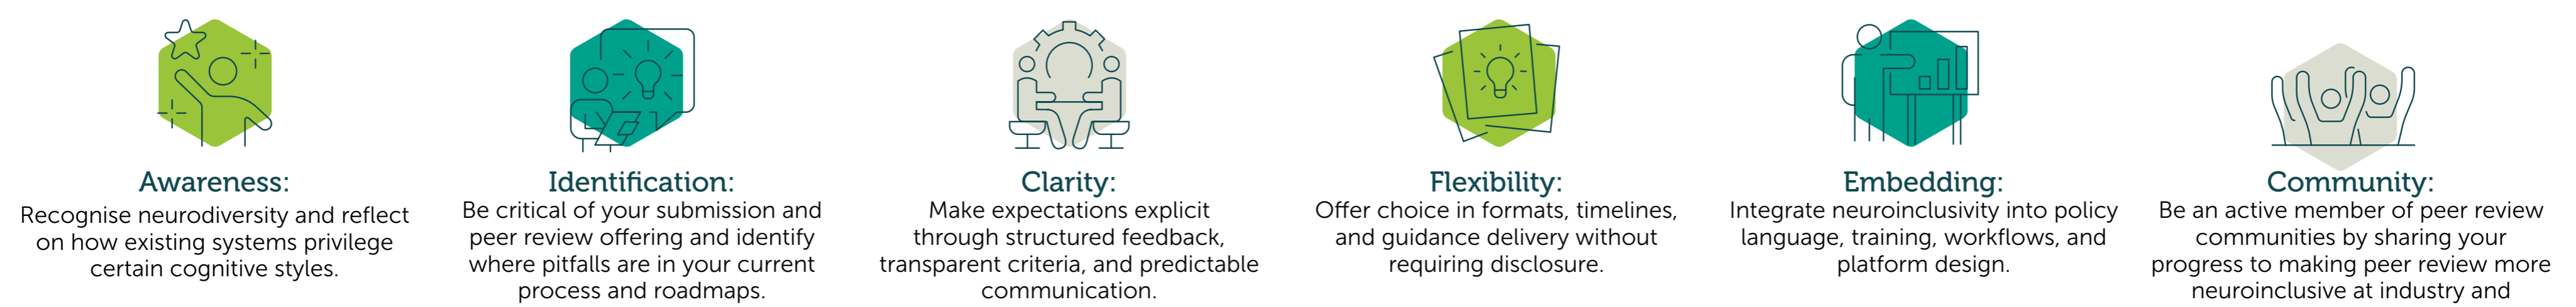 Awareness:
Recognise neurodiversity and reflect
on how existing systems privilege
certain cognitive styles.
Identification:
Be critical of your submission and
peer review offering and identify
where pitfalls are in your current
process and roadmaps.
Clarity:
Make expectations explicit
through structured feedback,
transparent criteria, and predictable
communication.
Flexibility:
Offer choice in formats, timelines,
and guidance delivery without
requiring disclosure.
Embedding:
Integrate neuroinclusivity into policy
language, training, workflows, and
platform design.
Community:
Be an active member of peer review
communities by sharing your
progress to making peer review more
neuroinclusive at industry and